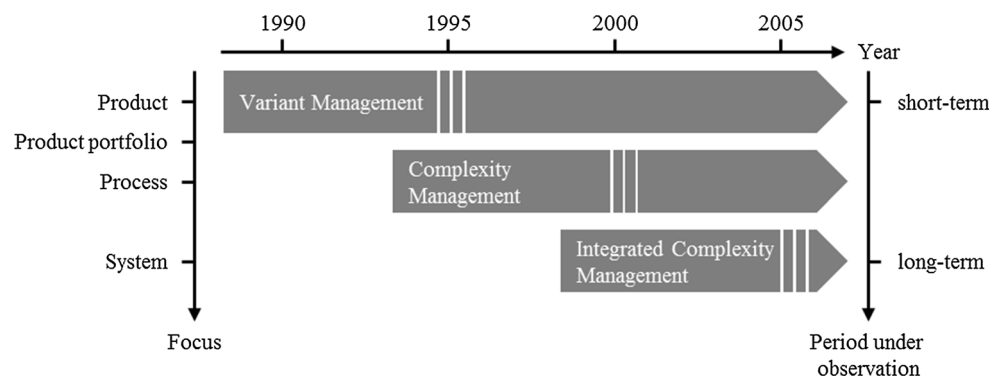 1990 1995 2000 2005
Year
Product
Variant Management
short-term
Product portfolio
Process
Complexity
Management
System
Integrated Complexity
Management
long-term
Focus
Period under
observation